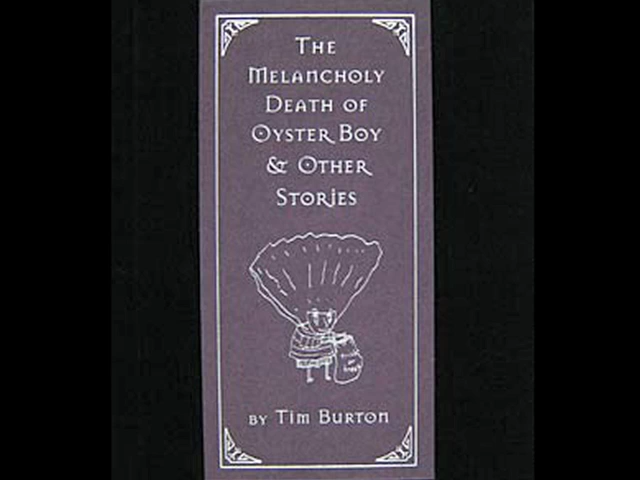 The
Melancholy
Death of
Oyster Boy
& Other
Stories
by Tim Burton